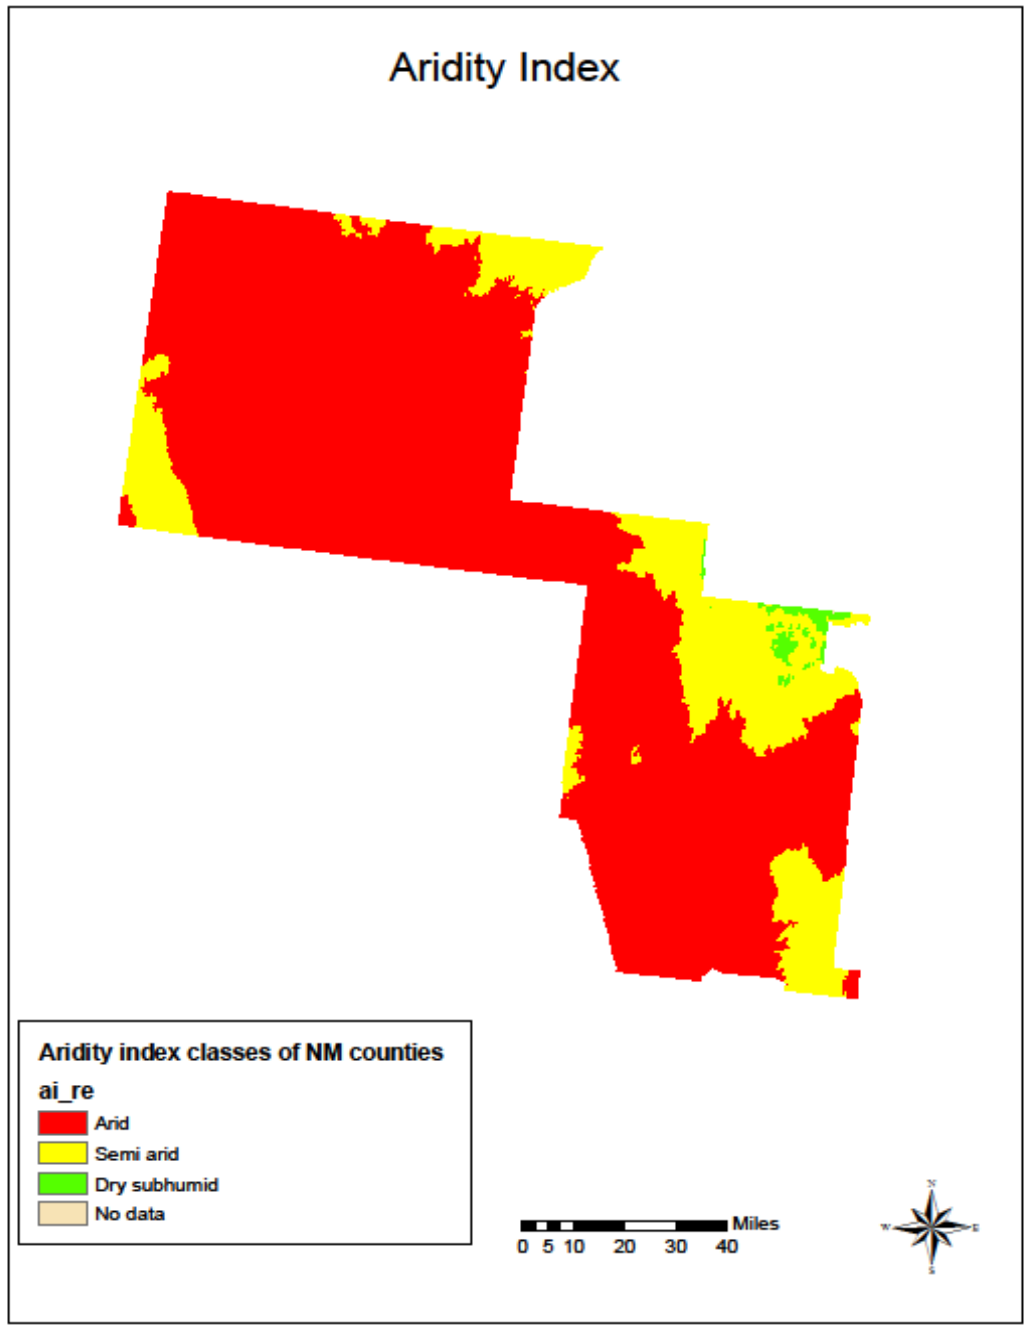 Aridity Index
Aridity index classes of NM counties
ai_re
Arid
Semi arid
Dry subhumid
No data
Miles
0 5 10 20 30 40
N
W E
S